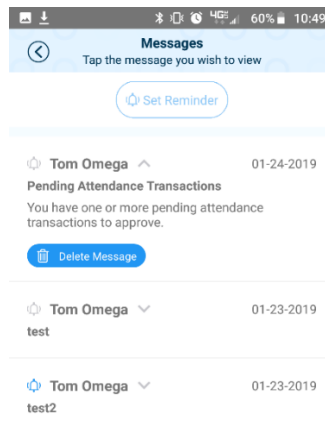 4G 60% 10:49
Messages
Tap the message you wish to view
Set Reminder
Tom Omega 01-24-2019
Pending Attendance Transactions
You have one or more pending attendance
transactions to approve.
Delete Message
Tom Omega 01-23-2019
test
Tom Omega 01-23-2019
test2